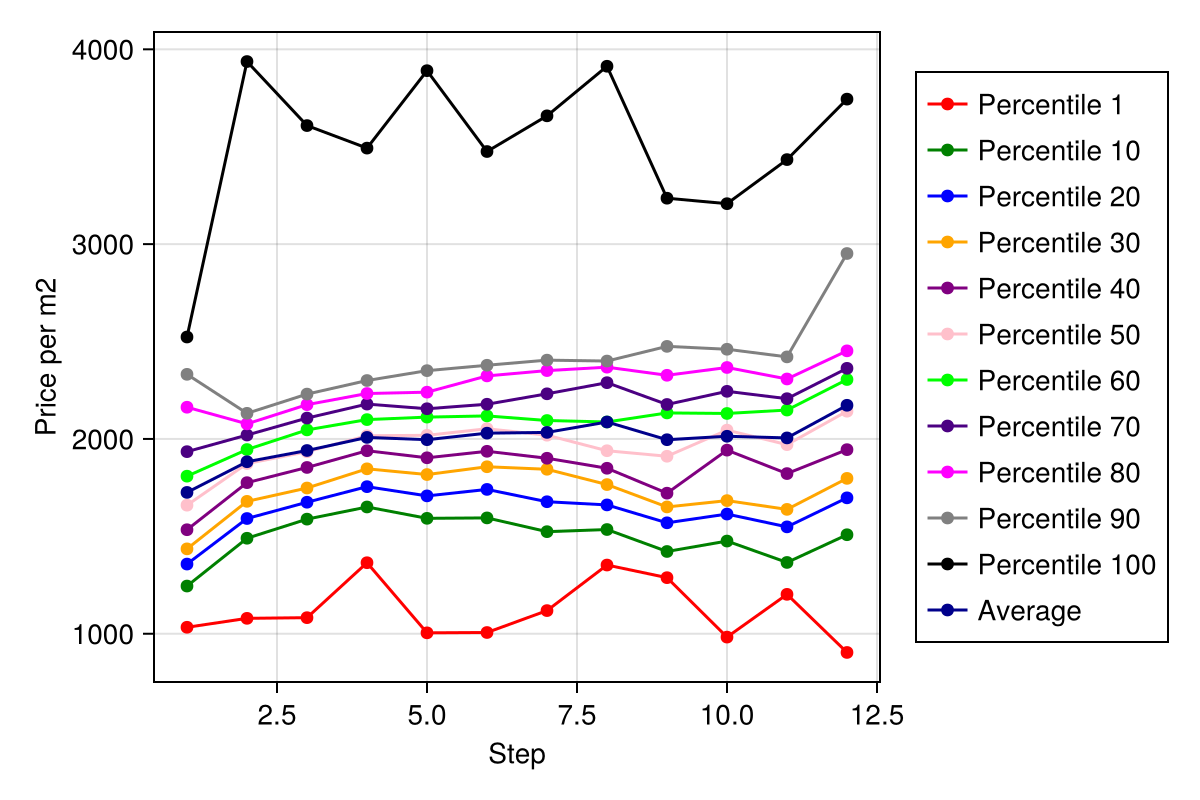 4000
3000
2000
1000
Price per m2
2.5
5.0
7.5
10.0
12.5
Step
Percentile 1
Percentile 10
Percentile 20
Percentile 30
Percentile 40
Percentile 50
Percentile 60
Percentile 70
Percentile 80
Percentile 90
Percentile 100
Average